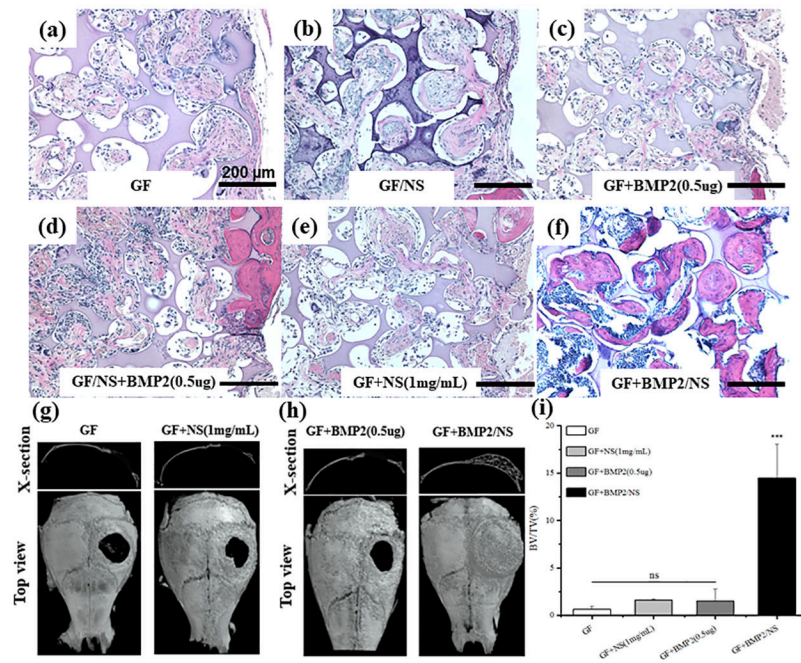 (a)
200 µm
GF
(b)
GF/NS
(c)
GF+BMP2(0.5ug)
(d)
GF/NS+BMP2(0.5ug)
(e)
GF+NS(1mg/mL)
(f)
GF+BMP2/NS
(g)
GF
GF+NS(1mg/mL)
X-section
Top view
(h)
GF+BMP2(0.5ug)
GF+BMP2/NS
X-section
Top view
(i)
BV/TV(%)
20
15
10
5
0
GF
GF+NS(1mg/mL)
GF+BMP2(0.5ug)
GF+BMP2/NS
***
ns
GF
GF+NS(1mg/mL)
GF+BMP2(0.5ug)
GF+BMP2/NS